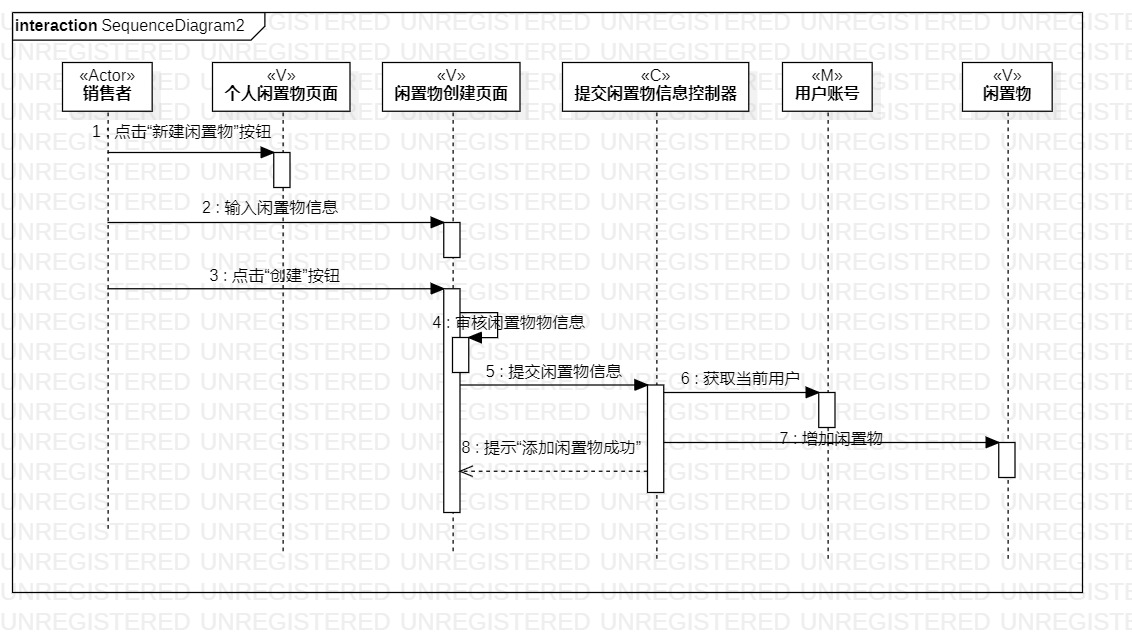 interaction SequenceDiagram2
«Actor»
销售者
«V»
个人闲置物页面
«V»
闲置物创建页面
«C»
提交闲置物信息控制器
«M»
用户账号
«V»
闲置物
1 : 点击“新建闲置物”按钮
2 : 输入闲置物信息
3 : 点击“创建”按钮
4 : 审核闲置物物信息
5 : 提交闲置物信息
6 : 获取当前用户
7 : 增加闲置物
8 : 提示“添加闲置物成功”
UNREGISTERED